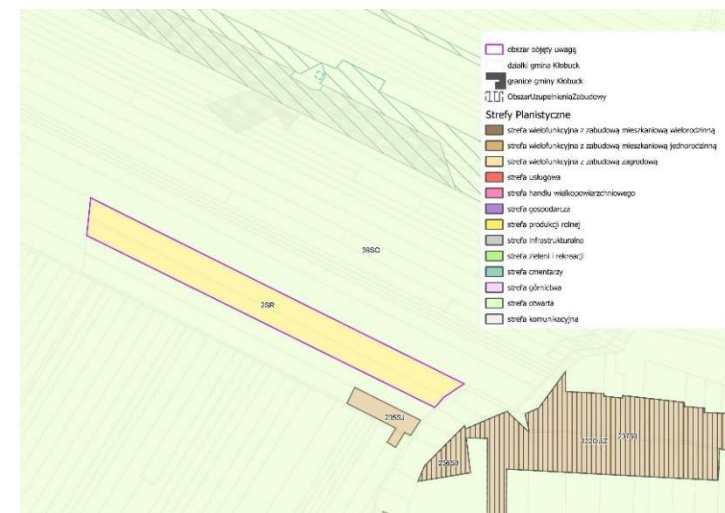 obszar objęty uwagą
działki gmina Kłobuck
granice gminy Kłobuck
ObszarUzupełnieniaZabudowy
Strefy Planistyczne
strefa wielofunkcyjna z zabudową mieszkaniową wielorodzinną
strefa wielofunkcyjna z zabudową mieszkaniową jednorodzinną
strefa wielofunkcyjna z zabudową zagrodową
strefa usługowa
strefa handlu wielkopowierzchniowego
strefa gospodarcza
strefa produkcji rolnej
strefa infrastrukturalna
strefa zieleni i rekreacji
strefa cmentarzy
strefa górnictwa
strefa otwarta
strefa komunikacyjna
2SR
235SJ